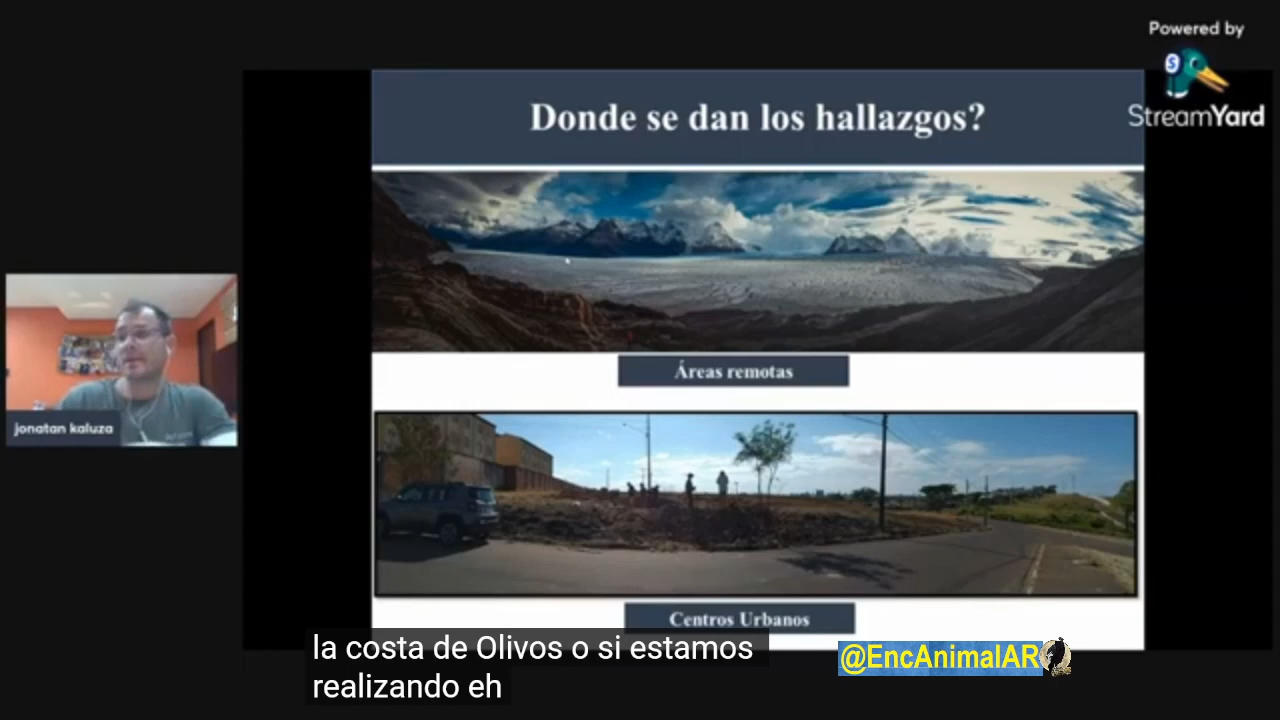 Powered by
StreamYard
Donde se dan los hallazgos?
Áreas remotas
jonatan kaluza
Centros Urbanos
la costa de Olivos o si estamos
realizando eh
@EncAnimalAR